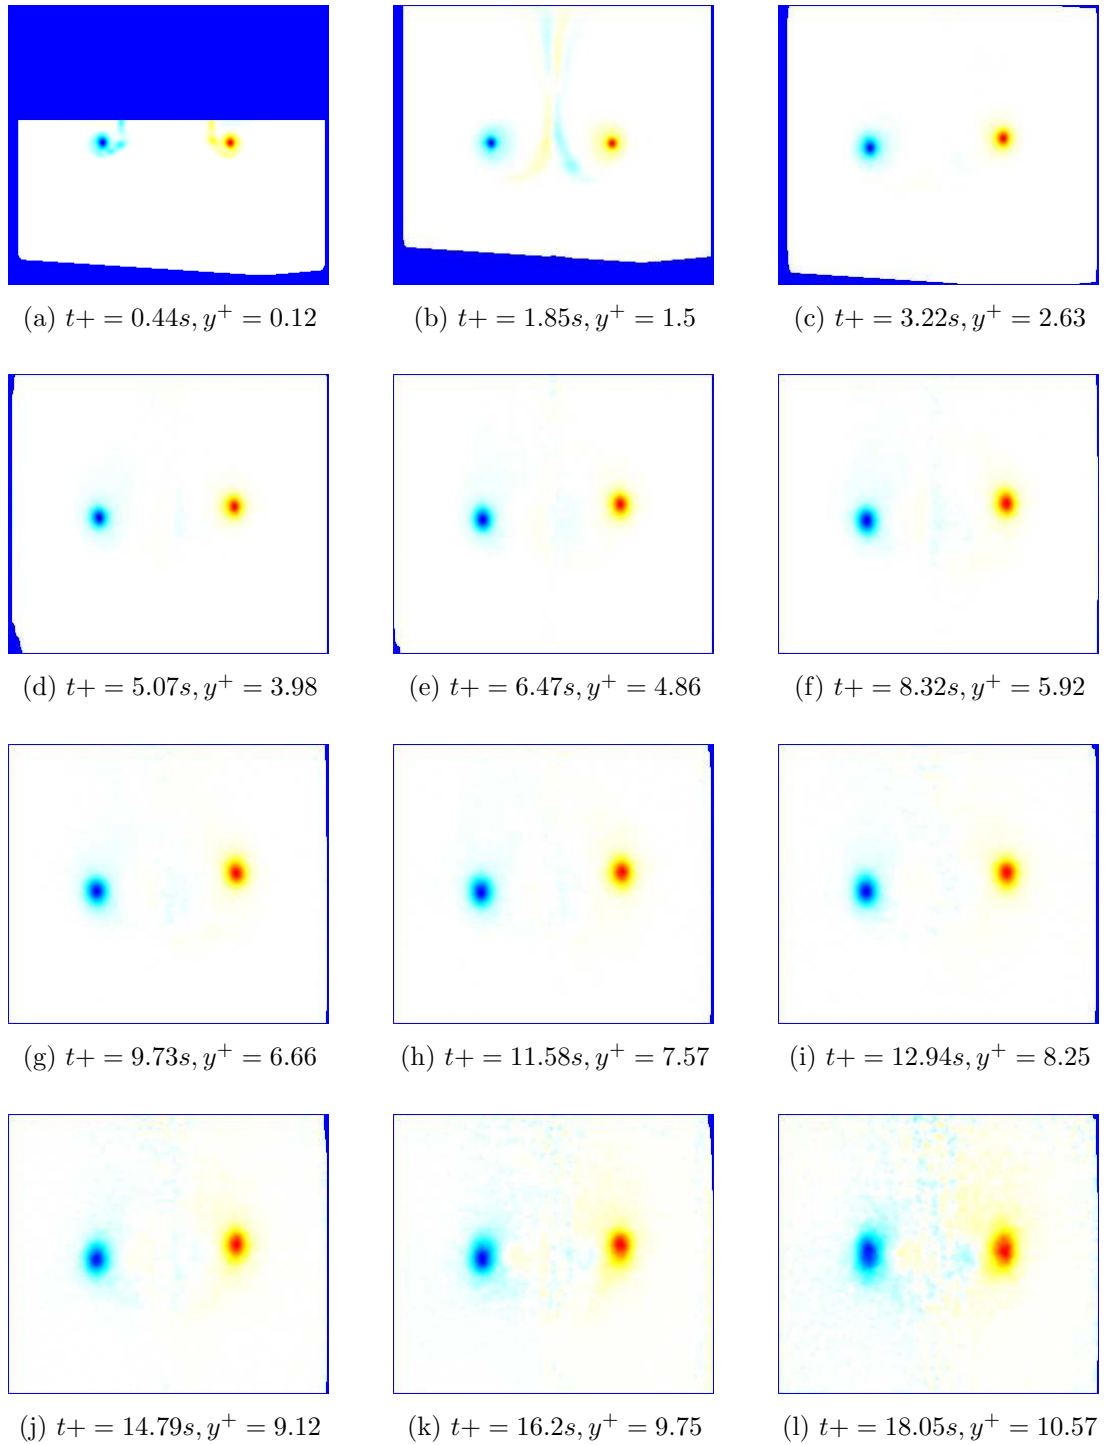 (a) t+ = 0.44s, y⁺ = 0.12
(b) t+ = 1.85s, y⁺ = 1.5
(c) t+ = 3.22s, y⁺ = 2.63
(d) t+ = 5.07s, y⁺ = 3.98
(e) t+ = 6.47s, y⁺ = 4.86
(f) t+ = 8.32s, y⁺ = 5.92
(g) t+ = 9.73s, y⁺ = 6.66
(h) t+ = 11.58s, y⁺ = 7.57
(i) t+ = 12.94s, y⁺ = 8.25
(j) t+ = 14.79s, y⁺ = 9.12
(k) t+ = 16.2s, y⁺ = 9.75
(l) t+ = 18.05s, y⁺ = 10.57